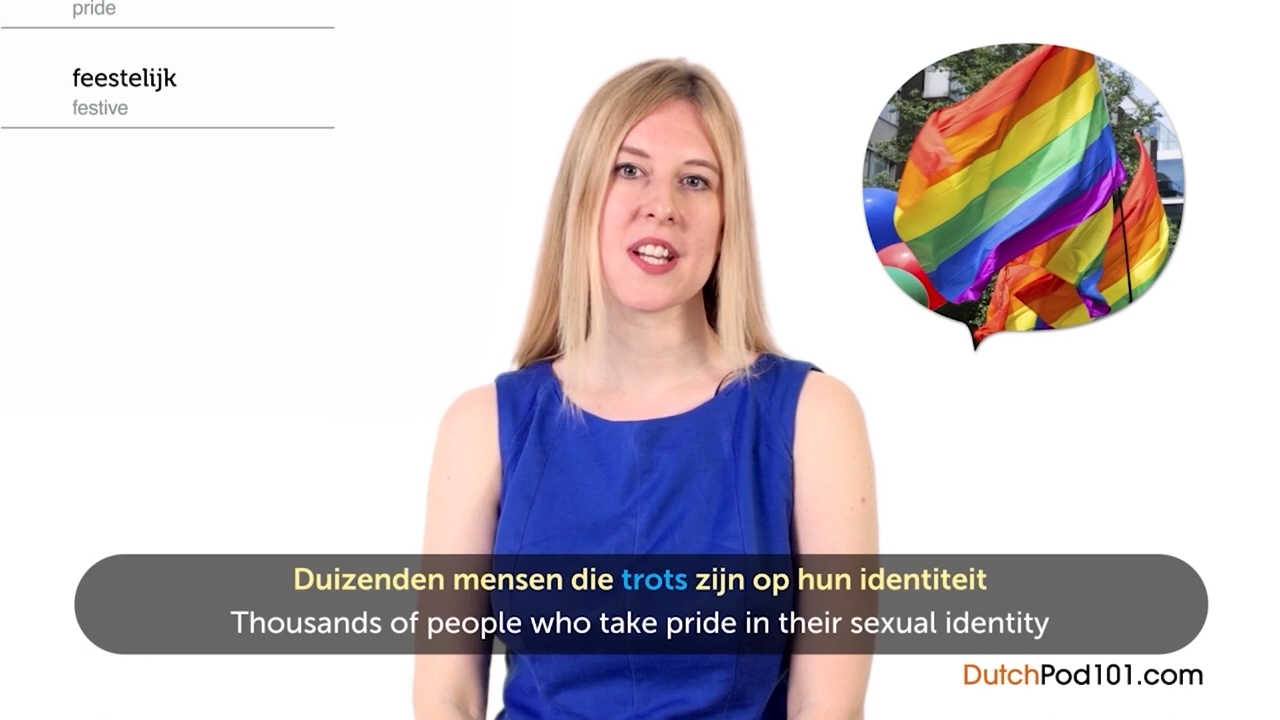 pride
feestelijk
festive
Duizenden mensen die trots zijn op hun identiteit
Thousands of people who take pride in their sexual identity
DutchPod101.com